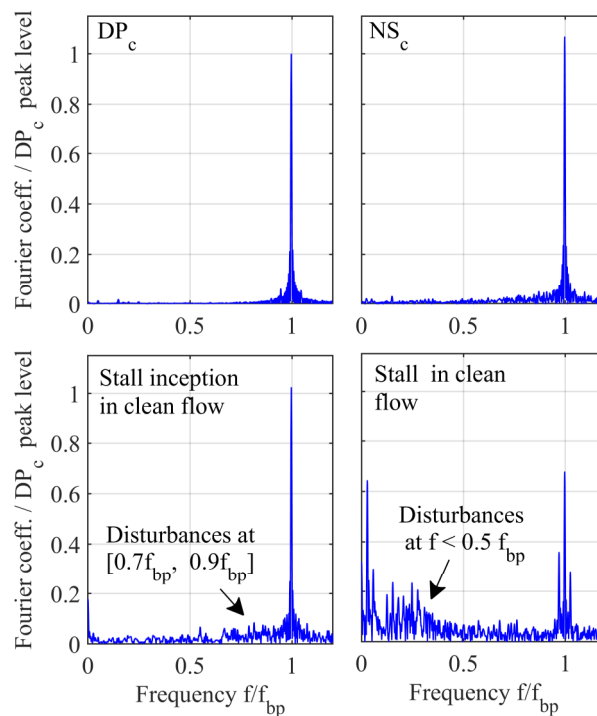 DP_c
NS_c
Fourier coeff. / DP_c peak level
1
0.8
0.6
0.4
0.2
0
0 0.5 1
0 0.5 1
Stall inception
in clean flow
Stall in clean
flow
Disturbances at
[0.7f_bp, 0.9f_bp]
Disturbances
at f < 0.5 f_bp
Fourier coeff. / DP_c peak level
1
0.8
0.6
0.4
0.2
0
0 0.5 1
0 0.5 1
Frequency f/f_bp
Frequency f/f_bp